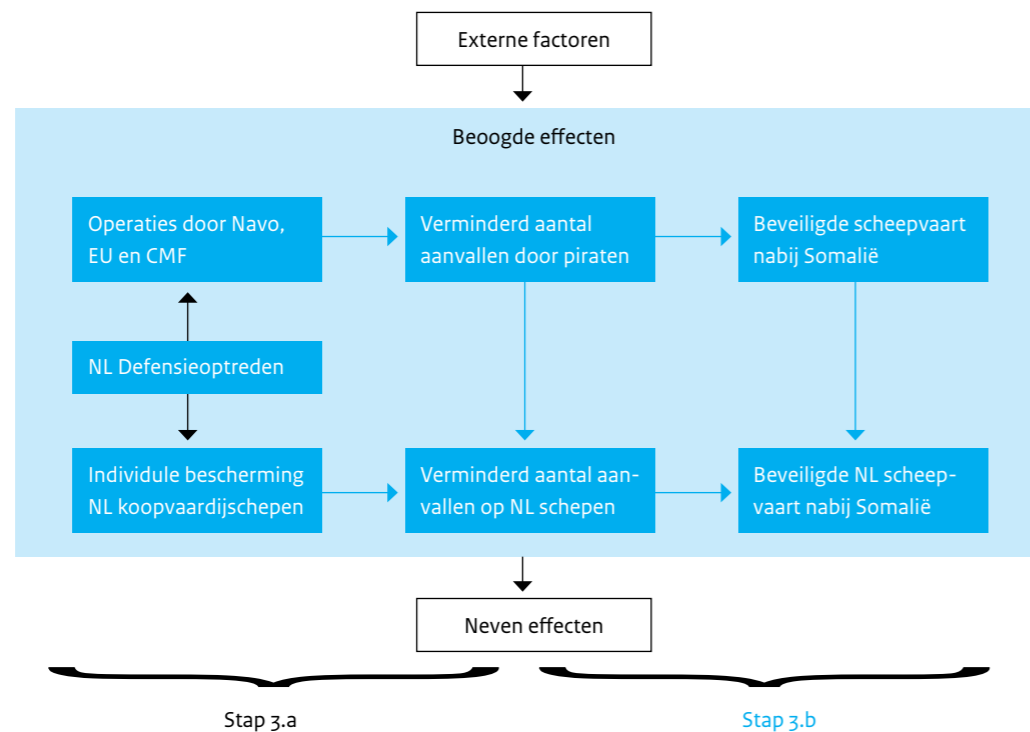 Externe factoren
Beoogde effecten
Operaties door Navo,
EU en CMF
Verminderd aantal
aanvallen door piraten
Beveiligde scheepvaart
nabij Somalië
NL Defensieoptreden
Individule bescherming
NL koopvaardijschepen
Verminderd aantal aan-
vallen op NL schepen
Beveiligde NL scheep-
vaart nabij Somalië
Neven effecten
Stap 3.a
Stap 3.b